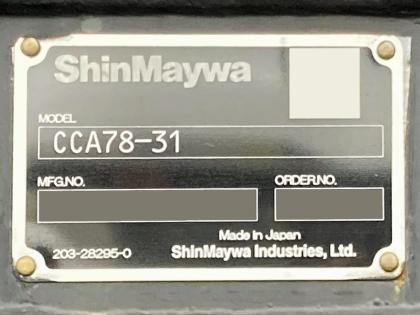 ShinMaywa
MODEL
CCA78-31
MFG.NO. ORDER.NO.
Made in Japan
203-28295-0 ShinMaywa Industries, Ltd.